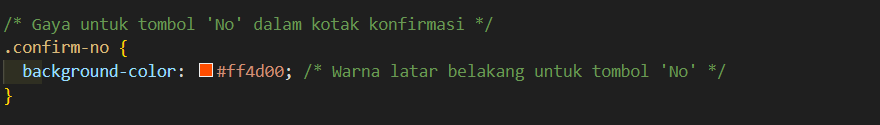 /* Gaya untuk tombol 'No' dalam kotak konfirmasi */
.confirm-no {
  background-color: #ff4d00; /* Warna latar belakang untuk tombol 'No' */
}